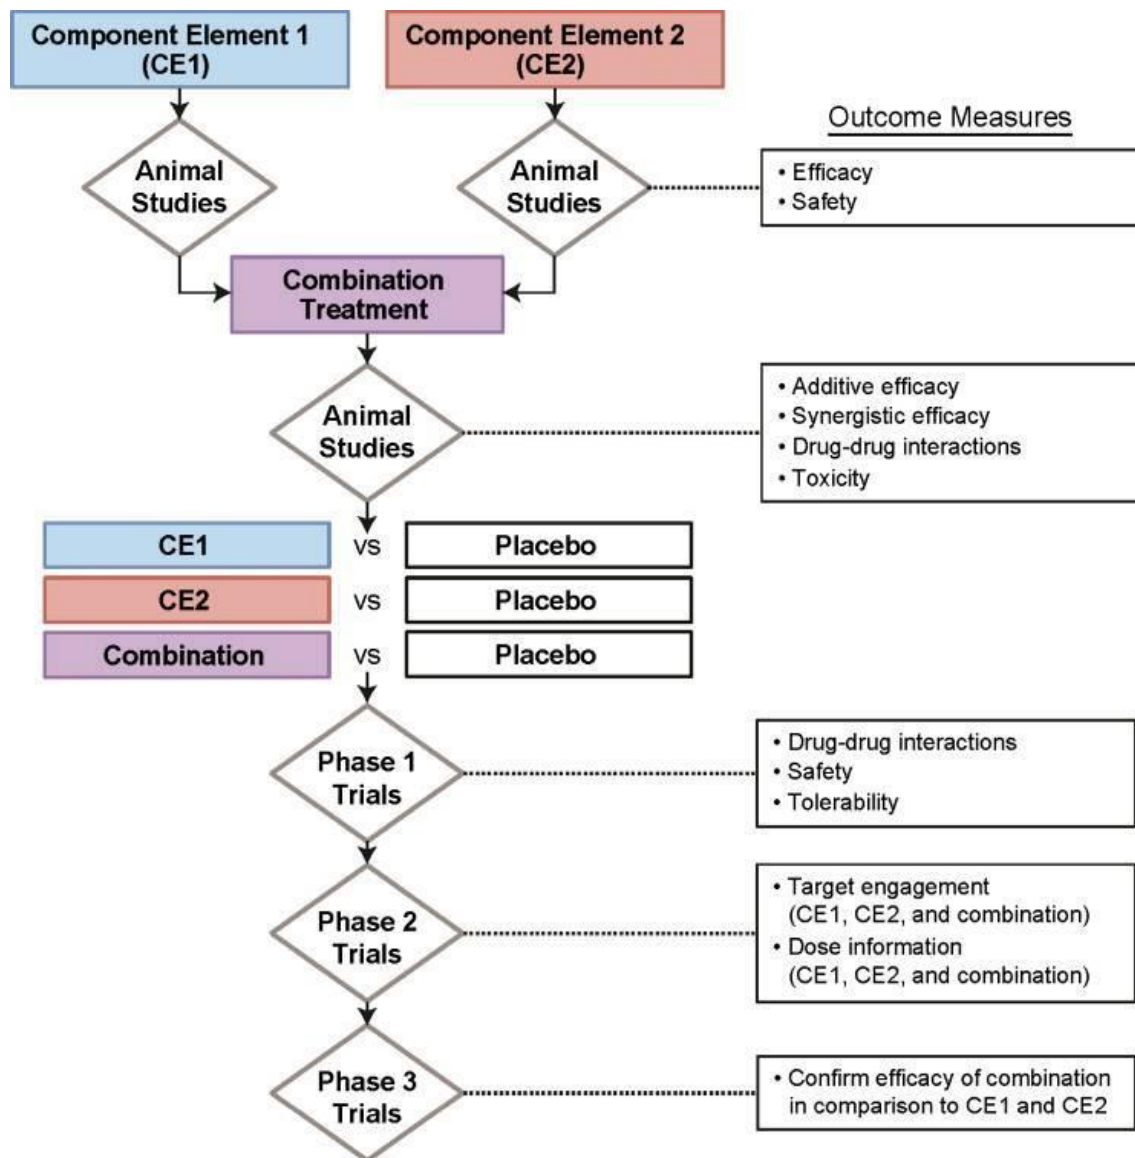 Component Element 1
(CE1)
Component Element 2
(CE2)
Outcome Measures
Animal
Studies
Animal
Studies
• Efficacy
• Safety
Combination
Treatment
Animal
Studies
• Additive efficacy
• Synergistic efficacy
• Drug-drug interactions
• Toxicity
CE1 vs Placebo
CE2 vs Placebo
Combination vs Placebo
Phase 1
Trials
• Drug-drug interactions
• Safety
• Tolerability
Phase 2
Trials
• Target engagement
(CE1, CE2, and combination)
• Dose information
(CE1, CE2, and combination)
Phase 3
Trials
• Confirm efficacy of combination
in comparison to CE1 and CE2